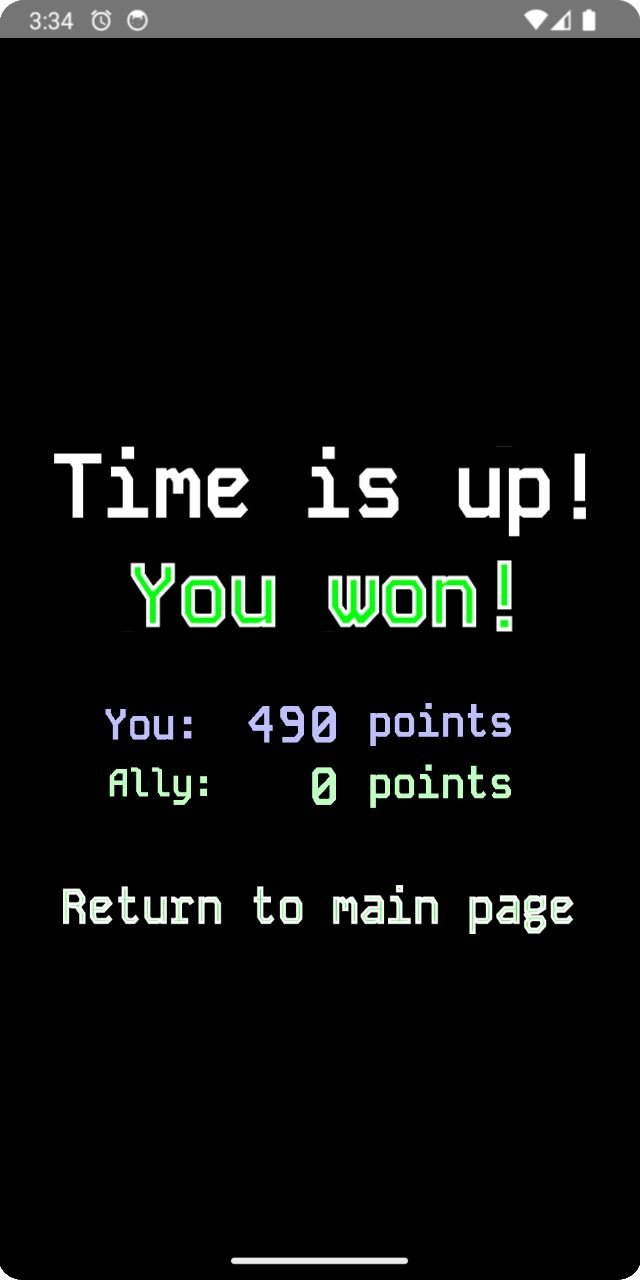 3:34
Time is up!
You won!
You: 490 points
Ally: 0 points
Return to main page